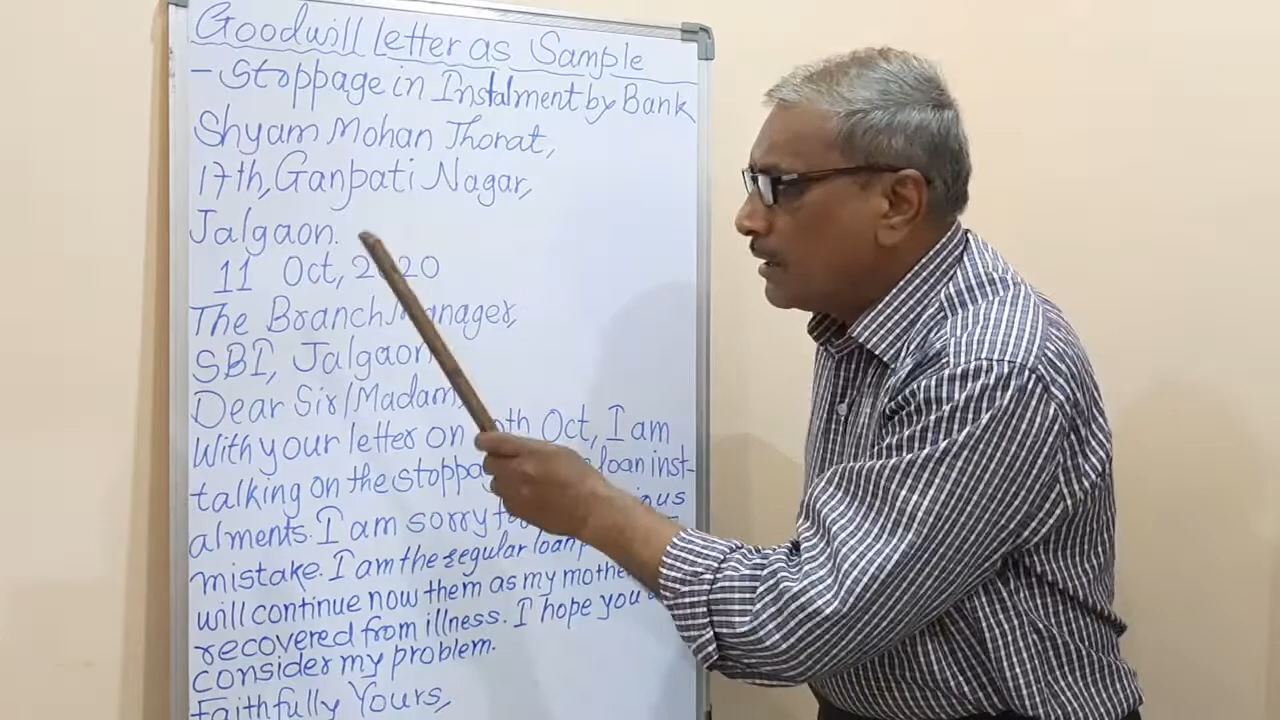 Goodwill Letter as Sample
- Stoppage in Instalment by Bank
Shyam Mohan Thorat,
17th, Ganpati Nagar,
Jalgaon.
11 Oct, 2020
The Branch Manager,
SBI, Jalgaon
Dear Sir/Madam,
With your letter on Oct, I am
talking on the loan inst-
alments. I am sorry
mistake. I am the regular loan
will continue now them as my
recovered from illness. I hope you
consider my problem.
Faithfully Yours,